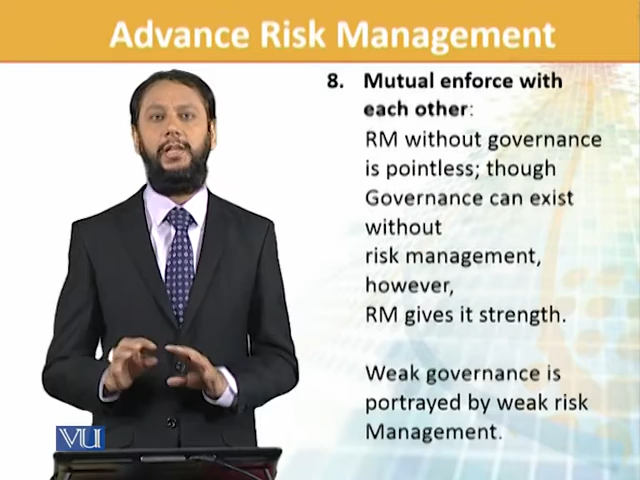 Advance Risk Management
8. Mutual enforce with
each other:
RM without governance
is pointless; though
Governance can exist
without
risk management,
however,
RM gives it strength.
Weak governance is
portrayed by weak risk
Management.
VU